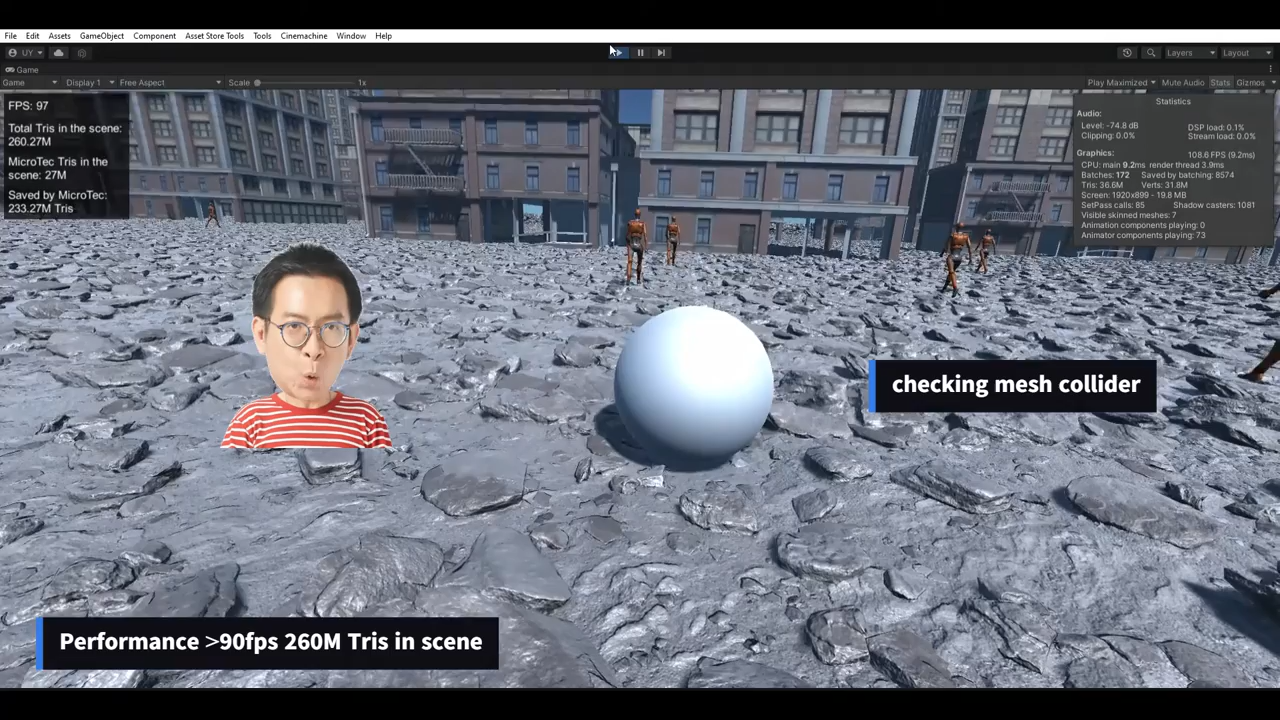 File Edit Assets GameObject Component Asset Store Tools Tools Cinemachine Window Help
UY Layers Layout
Game
Game Display 1 Free Aspect Scale 1x Play Maximized Mute Audio Stats Gizmos
FPS: 97
Total Tris in the scene:
260.27M
MicroTec Tris in the
scene: 27M
Saved by MicroTec:
233.27M Tris
Statistics
Audio:
Level: -74.8 dB DSP load: 0.1%
Clipping: 0.0% Stream load: 0.0%
Graphics: 108.6 FPS (9.2ms)
CPU: main 9.2ms render thread 3.9ms
Batches: 172 Saved by batching: 8574
Tris: 36.6M Verts: 31.8M
Screen: 1920x899 - 19.8 MB
SetPass calls: 85 Shadow casters: 1081
Visible skinned meshes: 7
Animation components playing: 0
Animator components playing: 73
checking mesh collider
Performance >90fps 260M Tris in scene